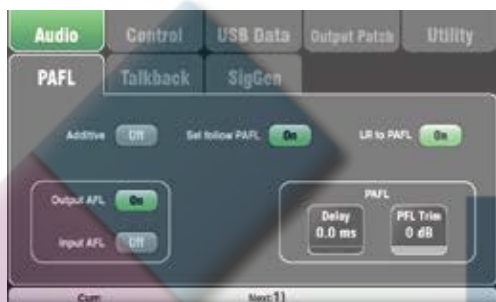 Audio Control USB Data Output Patch Utility
PAFL Talkback SigGen
Additive Off Sel follow PAFL On LR to PAFL On
Output AFL On
Input AFL Off
PAFL
Delay
0.0 ms
PFL Trim
0 dB
Curr: Next:1)